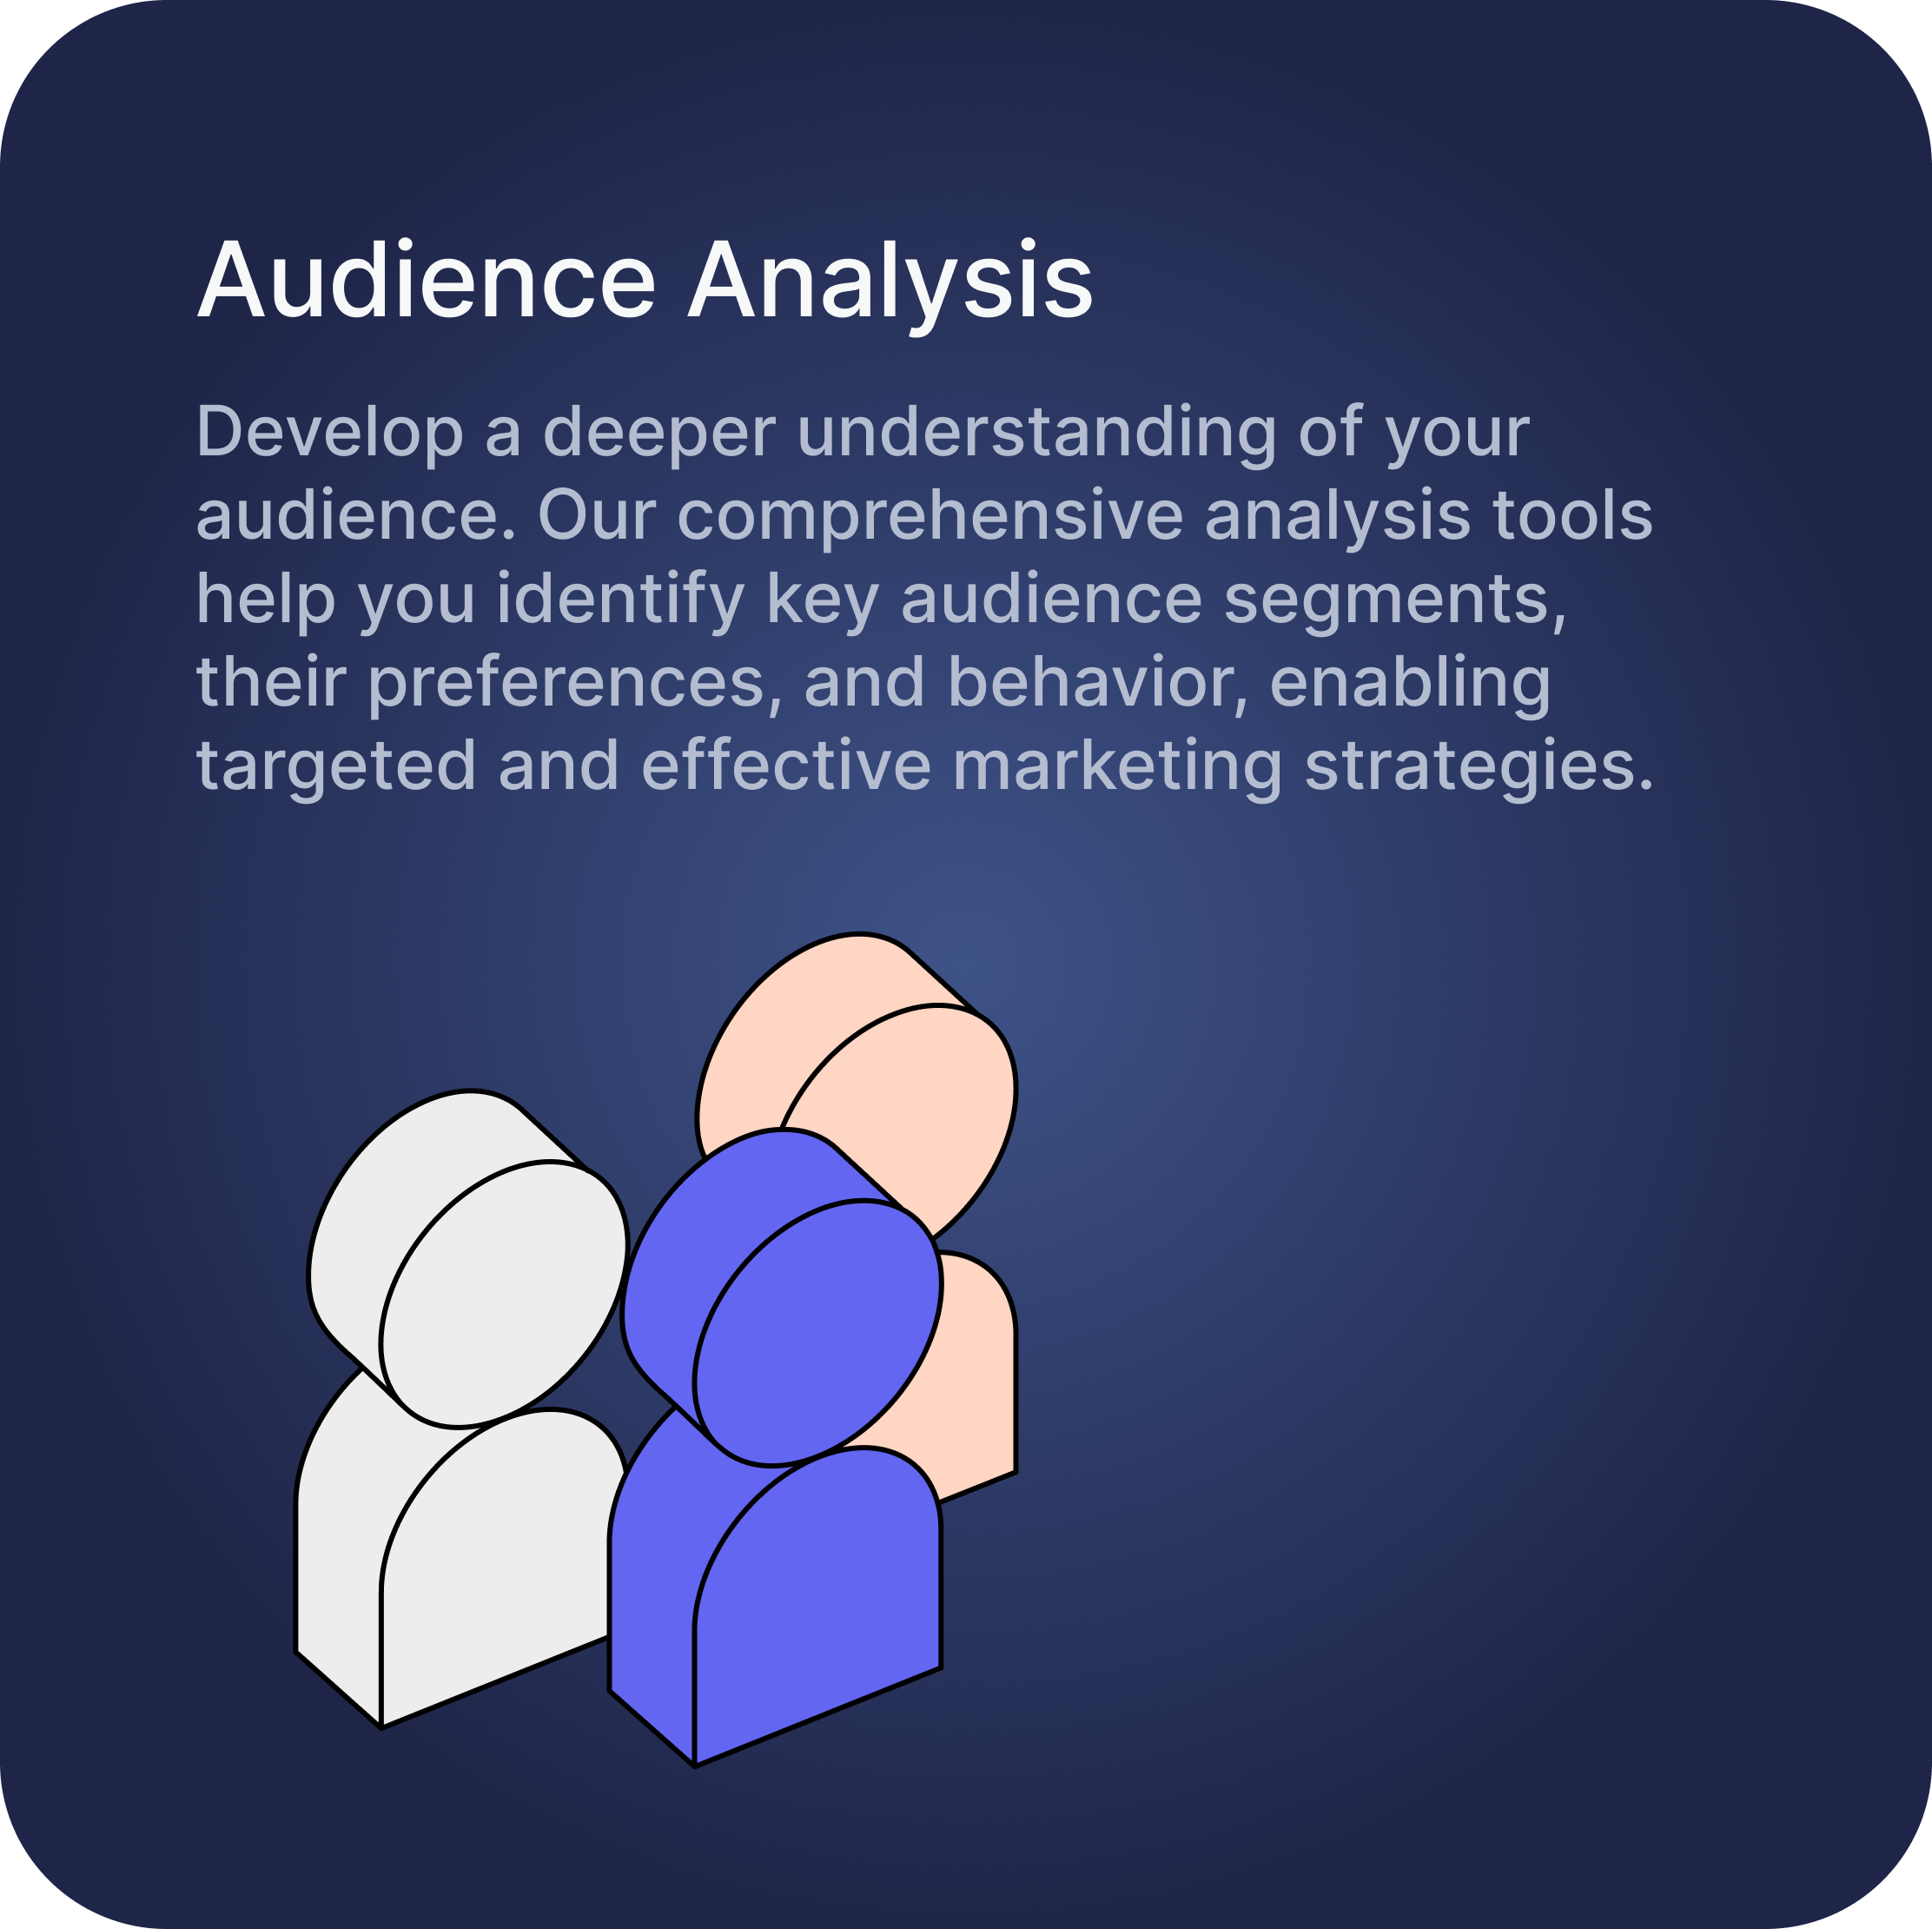 Audience Analysis
Develop a deeper understanding of your
audience. Our comprehensive analysis tools
help you identify key audience segments,
their preferences, and behavior, enabling
targeted and effective marketing strategies.